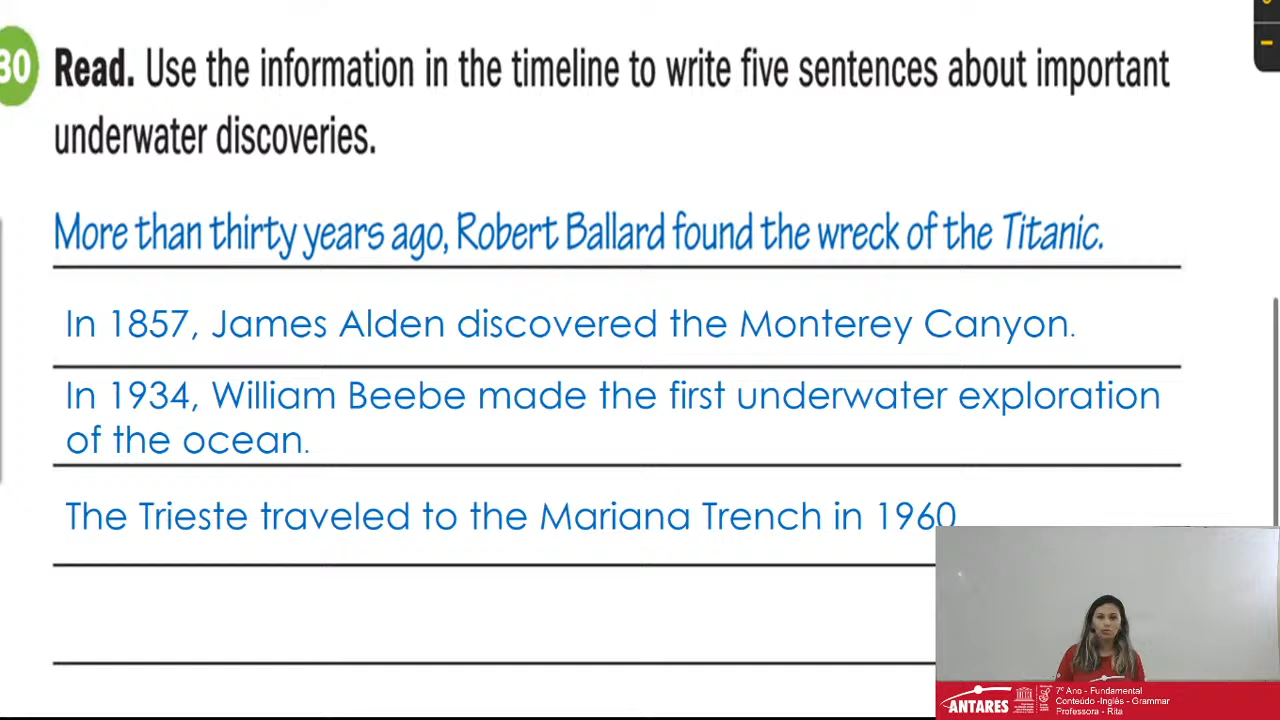 30 Read. Use the information in the timeline to write five sentences about important
underwater discoveries.
More than thirty years ago, Robert Ballard found the wreck of the Titanic.
In 1857, James Alden discovered the Monterey Canyon.
In 1934, William Beebe made the first underwater exploration
of the ocean.
The Trieste traveled to the Mariana Trench in 1960
ANTARES
7º Ano - Fundamental
Conteúdo -Inglês - Grammar
Professora - Rita